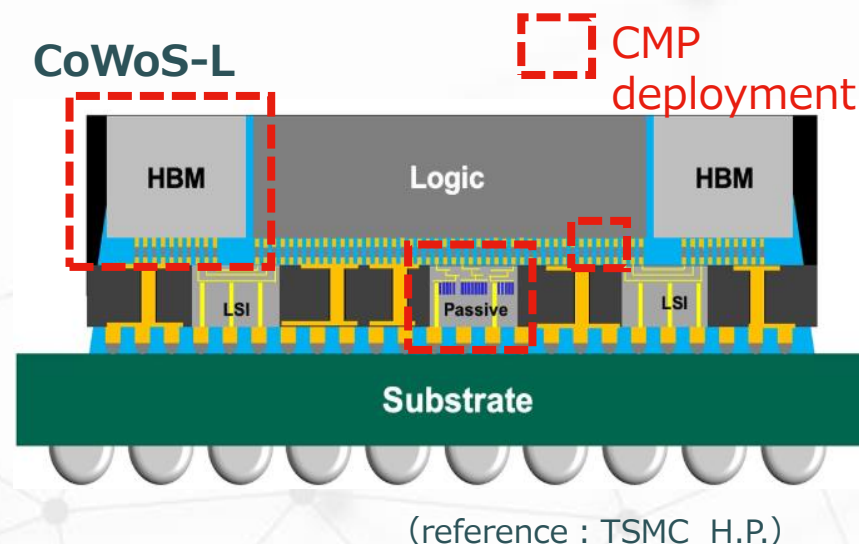 CoWoS-L
CMP
deployment
HBM
Logic
HBM
LSI
Passive
LSI
Substrate
（reference : TSMC H.P.）